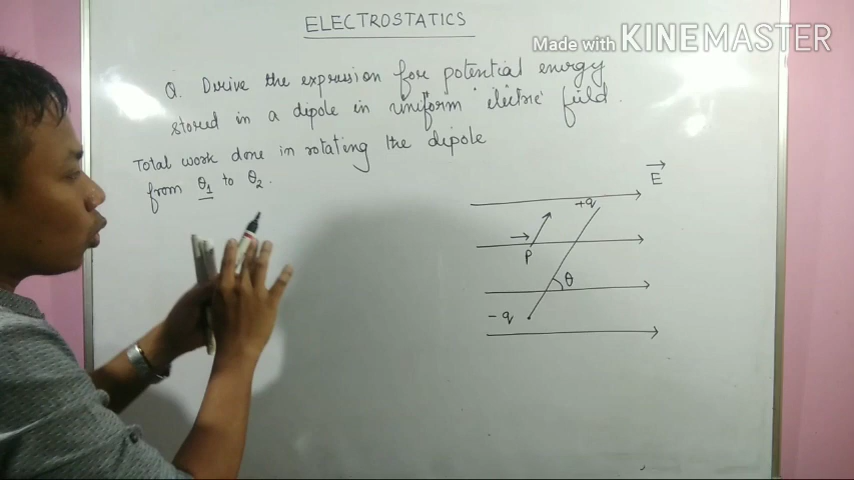 ELECTROSTATICS
Made with KINEMASTER
Q. Derive the expression for potential energy
stored in a dipole in uniform electric field.
Total work done in rotating the dipole
from θ₁ to θ₂.
E
+q
P
θ
-q